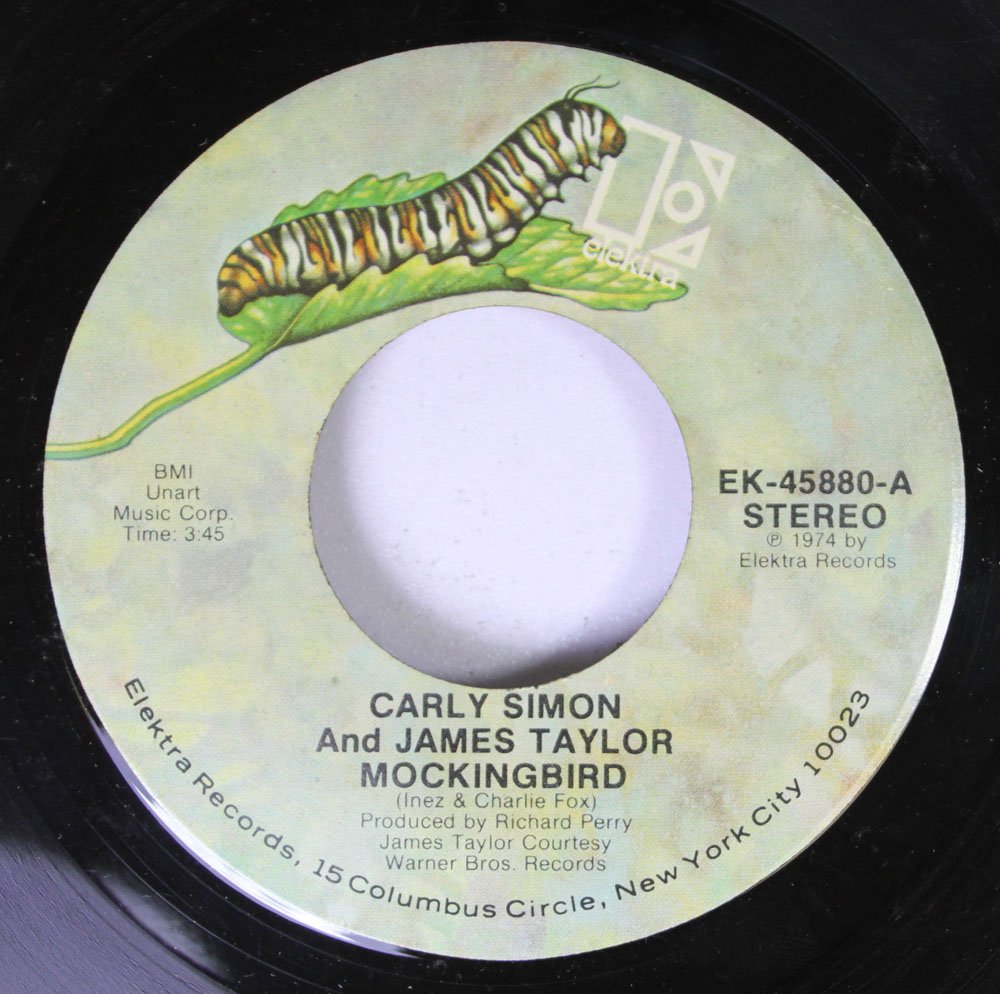 elektra
BMI
Unart
Music Corp.
Time: 3:45
EK-45880-A
STEREO
℗ 1974 by
Elektra Records
CARLY SIMON
And JAMES TAYLOR
MOCKINGBIRD
(Inez & Charlie Fox)
Produced by Richard Perry
James Taylor Courtesy
Warner Bros. Records
Elektra Records, 15 Columbus Circle, New York City 10023